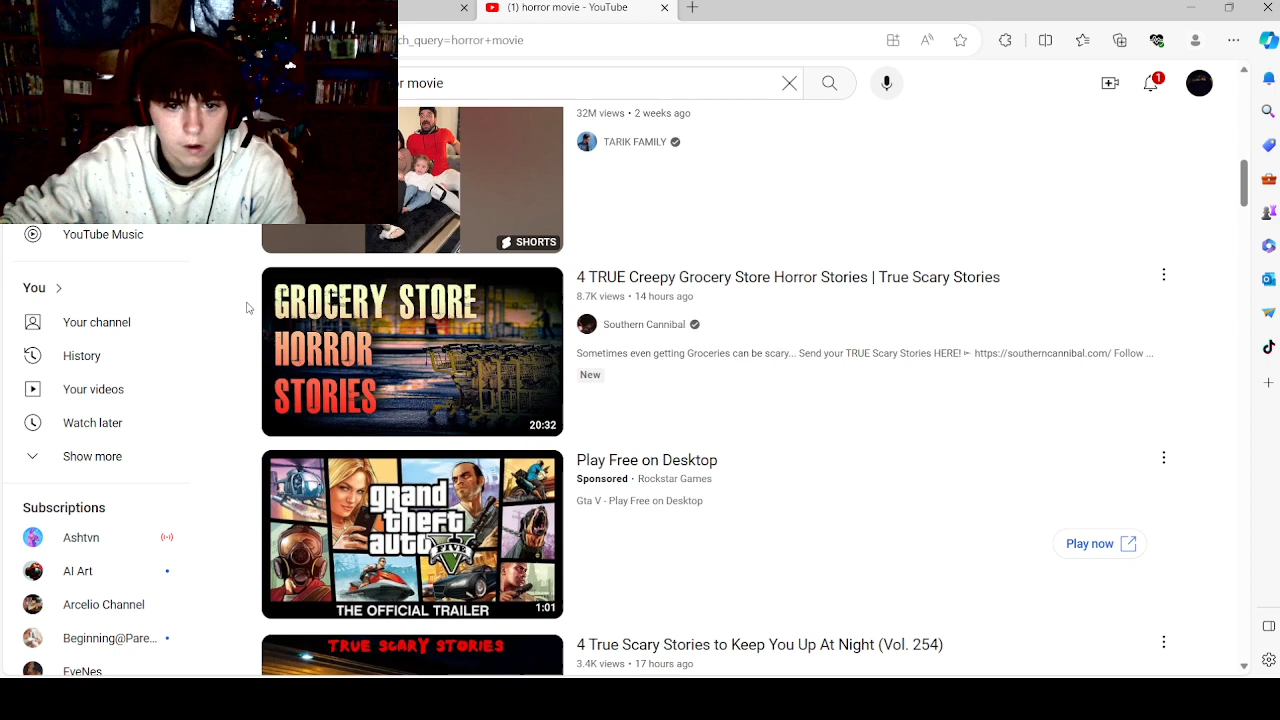 (1) horror movie - YouTube
ch_query=horror+movie
or movie
1
32M views • 2 weeks ago
TARIK FAMILY
SHORTS
YouTube Music
You
Your channel
History
Your videos
Watch later
Show more
Subscriptions
Ashtvn
AI Art
Arcelio Channel
Beginning@Pare...
EveNes
GROCERY STORE
HORROR
STORIES
20:32
4 TRUE Creepy Grocery Store Horror Stories | True Scary Stories
8.7K views • 14 hours ago
Southern Cannibal
Sometimes even getting Groceries can be scary... Send your TRUE Scary Stories HERE! ► https://southerncannibal.com/ Follow ...
New
grand
theft
auto
FIVE
THE OFFICIAL TRAILER
1:01
Play Free on Desktop
Sponsored · Rockstar Games
Gta V - Play Free on Desktop
Play now
TRUE SCARY STORIES
4 True Scary Stories to Keep You Up At Night (Vol. 254)
3.4K views • 17 hours ago